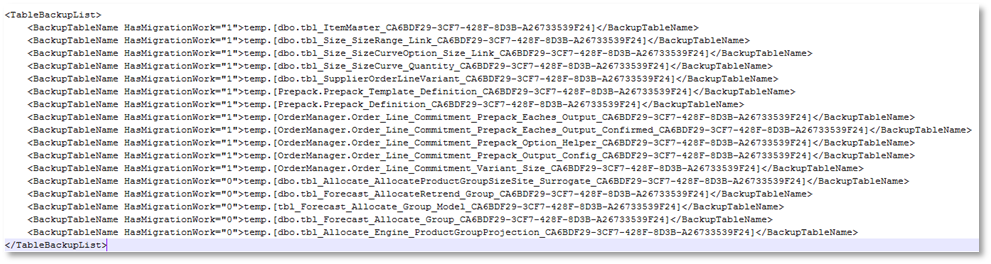 <TableBackupList>
<BackupTableName HasMigrationWork="1">temp.[dbo.tbl_ItemMaster_CA6BDF29-3CF7-428F-8D3B-A26733539F24]</BackupTableName>
<BackupTableName HasMigrationWork="1">temp.[dbo.tbl_Size_SizeRange_Link_CA6BDF29-3CF7-428F-8D3B-A26733539F24]</BackupTableName>
<BackupTableName HasMigrationWork="1">temp.[dbo.tbl_Size_SizeCurveOption_Size_Link_CA6BDF29-3CF7-428F-8D3B-A26733539F24]</BackupTableName>
<BackupTableName HasMigrationWork="1">temp.[dbo.tbl_Size_SizeCurve_Quantity_CA6BDF29-3CF7-428F-8D3B-A26733539F24]</BackupTableName>
<BackupTableName HasMigrationWork="1">temp.[dbo.tbl_SupplierOrderLineVariant_CA6BDF29-3CF7-428F-8D3B-A26733539F24]</BackupTableName>
<BackupTableName HasMigrationWork="1">temp.[Prepack.Prepack_Template_Definition_CA6BDF29-3CF7-428F-8D3B-A26733539F24]</BackupTableName>
<BackupTableName HasMigrationWork="1">temp.[Prepack.Prepack_Definition_CA6BDF29-3CF7-428F-8D3B-A26733539F24]</BackupTableName>
<BackupTableName HasMigrationWork="1">temp.[OrderManager.Order_Line_Commitment_Prepack_Eaches_Output_CA6BDF29-3CF7-428F-8D3B-A26733539F24]</BackupTableName>
<BackupTableName HasMigrationWork="1">temp.[OrderManager.Order_Line_Commitment_Prepack_Eaches_Output_Confirmed_CA6BDF29-3CF7-428F-8D3B-A26733539F24]</BackupTableName>
<BackupTableName HasMigrationWork="1">temp.[OrderManager.Order_Line_Commitment_Prepack_Option_Helper_CA6BDF29-3CF7-428F-8D3B-A26733539F24]</BackupTableName>
<BackupTableName HasMigrationWork="1">temp.[OrderManager.Order_Line_Commitment_Prepack_Output_Config_CA6BDF29-3CF7-428F-8D3B-A26733539F24]</BackupTableName>
<BackupTableName HasMigrationWork="1">temp.[OrderManager.Order_Line_Commitment_Variant_Size_CA6BDF29-3CF7-428F-8D3B-A26733539F24]</BackupTableName>
<BackupTableName HasMigrationWork="0">temp.[dbo.tbl_Allocate_AllocateProductGroupSizeSite_Surrogate_CA6BDF29-3CF7-428F-8D3B-A26733539F24]</BackupTableName>
<BackupTableName HasMigrationWork="0">temp.[dbo.tbl_Forecast_AllocateRetrend_Group_CA6BDF29-3CF7-428F-8D3B-A26733539F24]</BackupTableName>
<BackupTableName HasMigrationWork="0">temp.[tbl_Forecast_Allocate_Group_Model_CA6BDF29-3CF7-428F-8D3B-A26733539F24]</BackupTableName>
<BackupTableName HasMigrationWork="0">temp.[dbo.tbl_Forecast_Allocate_Group_CA6BDF29-3CF7-428F-8D3B-A26733539F24]</BackupTableName>
<BackupTableName HasMigrationWork="0">temp.[dbo.tbl_Allocate_Engine_ProductGroupProjection_CA6BDF29-3CF7-428F-8D3B-A26733539F24]</BackupTableName>
</TableBackupList>